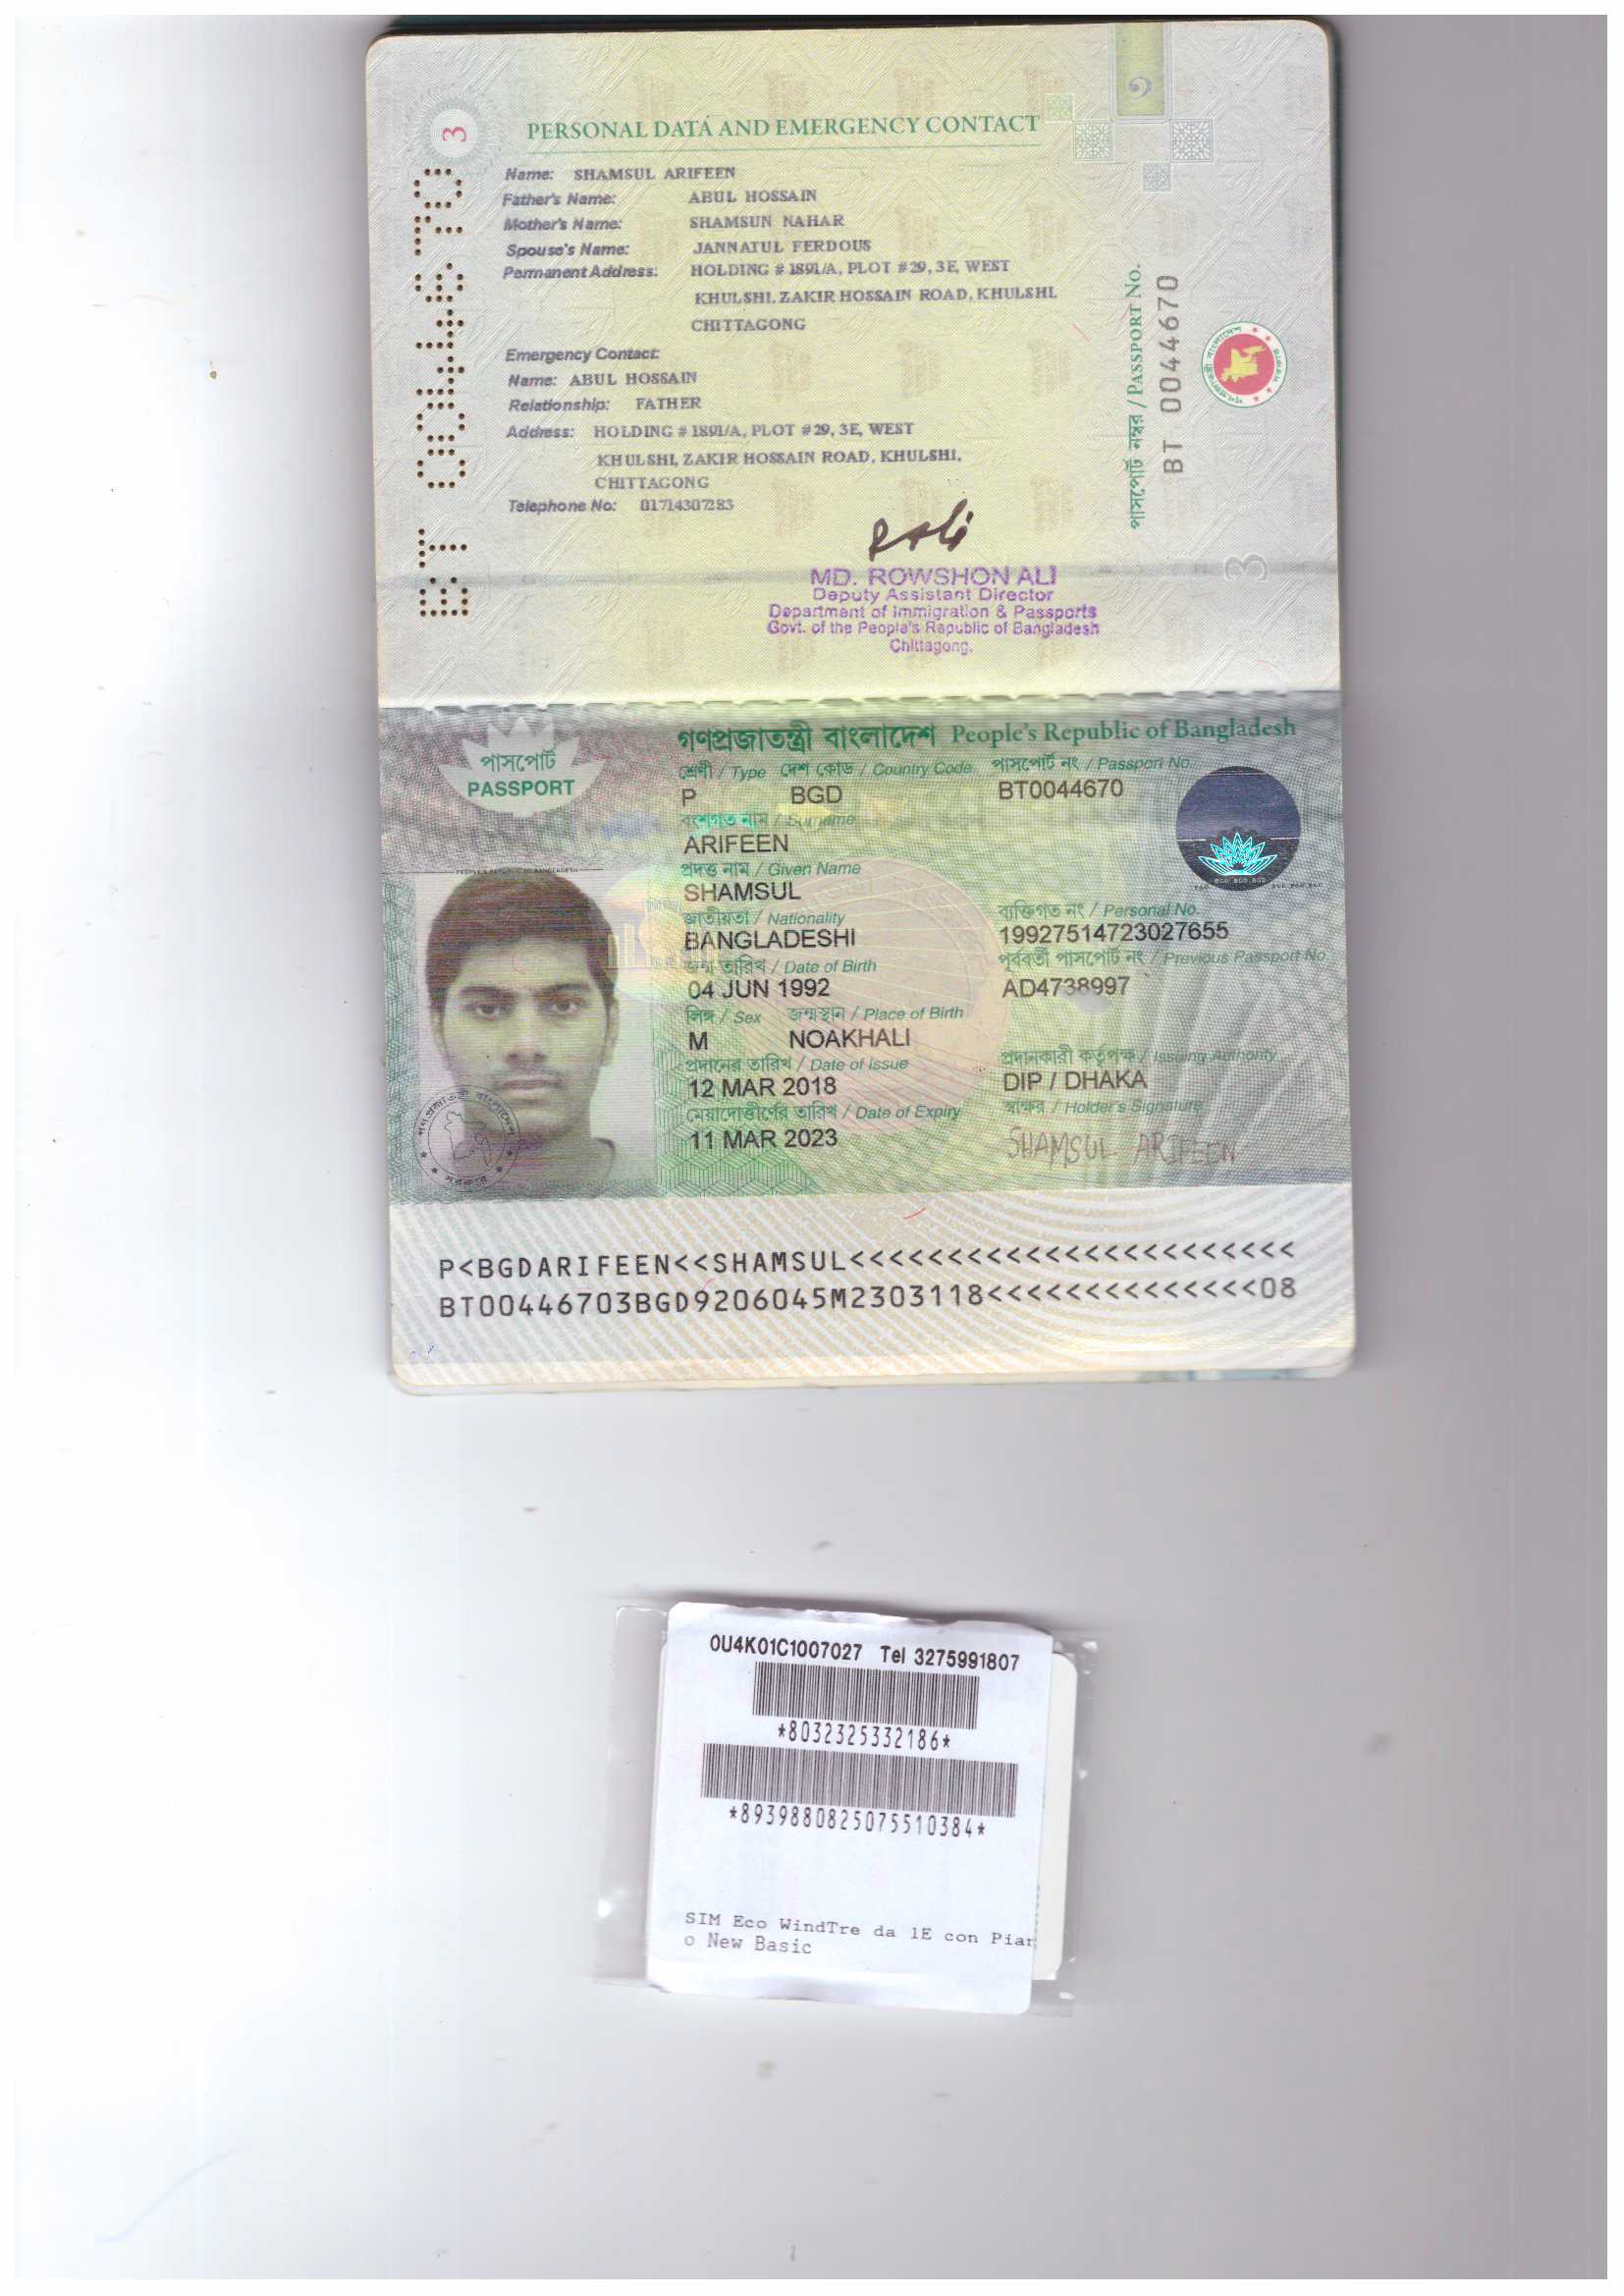 3
PERSONAL DATA AND EMERGENCY CONTACT
Name: SHAMSUL ARIFEEN
Father's Name: ABUL HOSSAIN
Mother's Name: SHAMSUN NAHAR
Spouse's Name: JANNATUL FERDOUS
Permanent Address: HOLDING # 1891/A, PLOT # 29, 3E, WEST
KHULSHI, ZAKIR HOSSAIN ROAD, KHULSHI,
CHITTAGONG
Emergency Contact:
Name: ABUL HOSSAIN
Relationship: FATHER
Address: HOLDING # 1891/A, PLOT # 29, 3E, WEST
KHULSHI, ZAKIR HOSSAIN ROAD, KHULSHI,
CHITTAGONG
Telephone No: 01714307283
MD. ROWSHON ALI
Deputy Assistant Director
Department of Immigration & Passports
Govt. of the People's Republic of Bangladesh
Chittagong.
BT 0044670
পাসপোর্ট নম্বর / PASSPORT No.
BT 0044670
3
পাসপোর্ট
PASSPORT
গণপ্রজাতন্ত্রী বাংলাদেশ People's Republic of Bangladesh
শ্রেণী / Type দেশ কোড / Country Code পাসপোর্ট নং / Passport No.
P BGD BT0044670
বংশগত নাম / Surname
ARIFEEN
প্রদত্ত নাম / Given Name
SHAMSUL
জাতীয়তা / Nationality ব্যক্তিগত নং / Personal No.
BANGLADESHI 19927514723027655
জন্ম তারিখ / Date of Birth পূর্ববর্তী পাসপোর্ট নং / Previous Passport No.
04 JUN 1992 AD4738997
লিঙ্গ / Sex জন্মস্থান / Place of Birth
M NOAKHALI
প্রদানের তারিখ / Date of Issue প্রদানকারী কর্তৃপক্ষ / Issuing Authority
12 MAR 2018 DIP / DHAKA
মেয়াদোত্তীর্ণের তারিখ / Date of Expiry স্বাক্ষর / Holder's Signature
11 MAR 2023 SHAMSUL ARIFEEN
P<BGDARIFEEN<<SHAMSUL<<<<<<<<<<<<<<<<<<<<<<<
BT00446703BGD9206045M2303118<<<<<<<<<<<<<<08
0U4K01C1007027 Tel 3275991807
*8032325332186*
*8939880825075510384*
SIM Eco WindTre da 1E con Pian
o New Basic